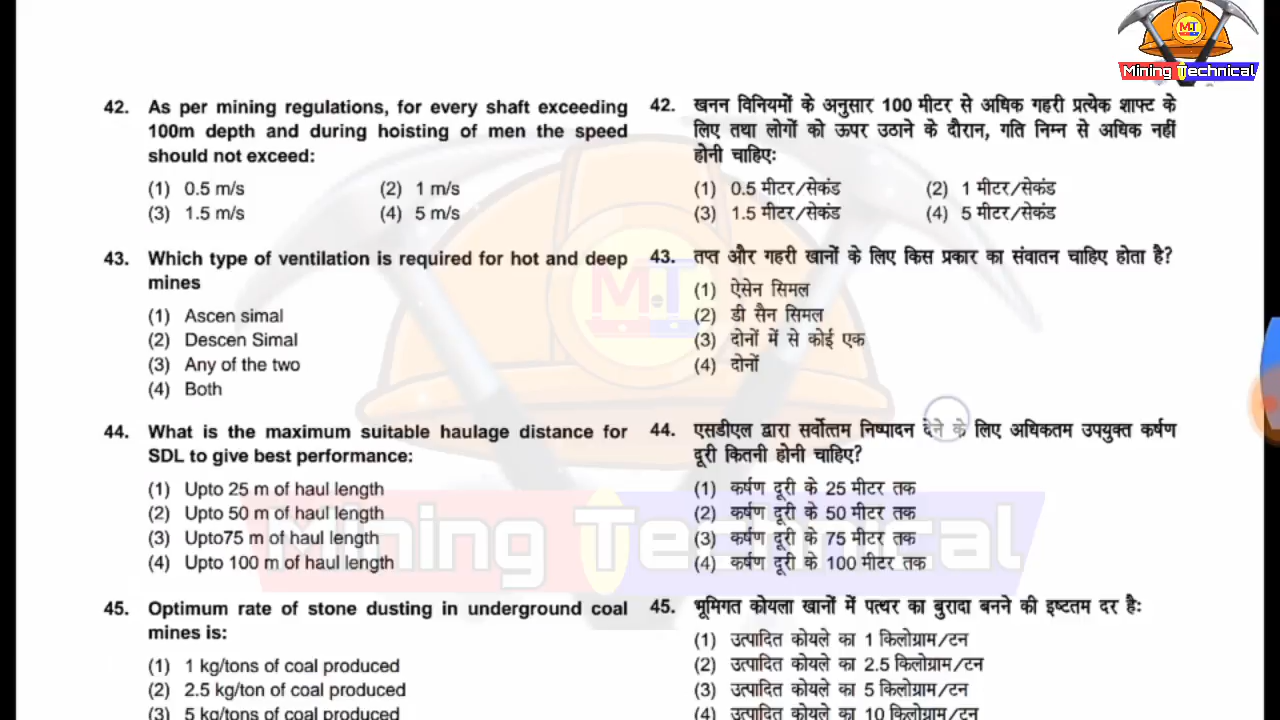 MT
Mining Technical
42. As per mining regulations, for every shaft exceeding
100m depth and during hoisting of men the speed
should not exceed:
(1) 0.5 m/s (2) 1 m/s
(3) 1.5 m/s (4) 5 m/s
43. Which type of ventilation is required for hot and deep
mines
(1) Ascen simal
(2) Descen Simal
(3) Any of the two
(4) Both
44. What is the maximum suitable haulage distance for
SDL to give best performance:
(1) Upto 25 m of haul length
(2) Upto 50 m of haul length
(3) Upto75 m of haul length
(4) Upto 100 m of haul length
45. Optimum rate of stone dusting in underground coal
mines is:
(1) 1 kg/tons of coal produced
(2) 2.5 kg/ton of coal produced
(3) 5 kg/tons of coal produced
42. खनन विनियमों के अनुसार 100 मीटर से अधिक गहरी प्रत्येक शाफ्ट के
लिए तथा लोगों को ऊपर उठाने के दौरान, गति निम्न से अधिक नहीं
होनी चाहिए:
(1) 0.5 मीटर/सेकंड (2) 1 मीटर/सेकंड
(3) 1.5 मीटर/सेकंड (4) 5 मीटर/सेकंड
43. तप्त और गहरी खानों के लिए किस प्रकार का संवातन चाहिए होता है?
(1) ऐसेन सिमल
(2) डी सैन सिमल
(3) दोनों में से कोई एक
(4) दोनों
44. एसडीएल द्वारा सर्वोत्तम निष्पादन देने के लिए अधिकतम उपयुक्त कर्षण
दूरी कितनी होनी चाहिए?
(1) कर्षण दूरी के 25 मीटर तक
(2) कर्षण दूरी के 50 मीटर तक
(3) कर्षण दूरी के 75 मीटर तक
(4) कर्षण दूरी के 100 मीटर तक
45. भूमिगत कोयला खानों में पत्थर का बुरादा बनने की इष्टतम दर है:
(1) उत्पादित कोयले का 1 किलोग्राम/टन
(2) उत्पादित कोयले का 2.5 किलोग्राम/टन
(3) उत्पादित कोयले का 5 किलोग्राम/टन
(4) उत्पादित कोयले का 10 किलोग्राम/टन
MT
Mining Technical